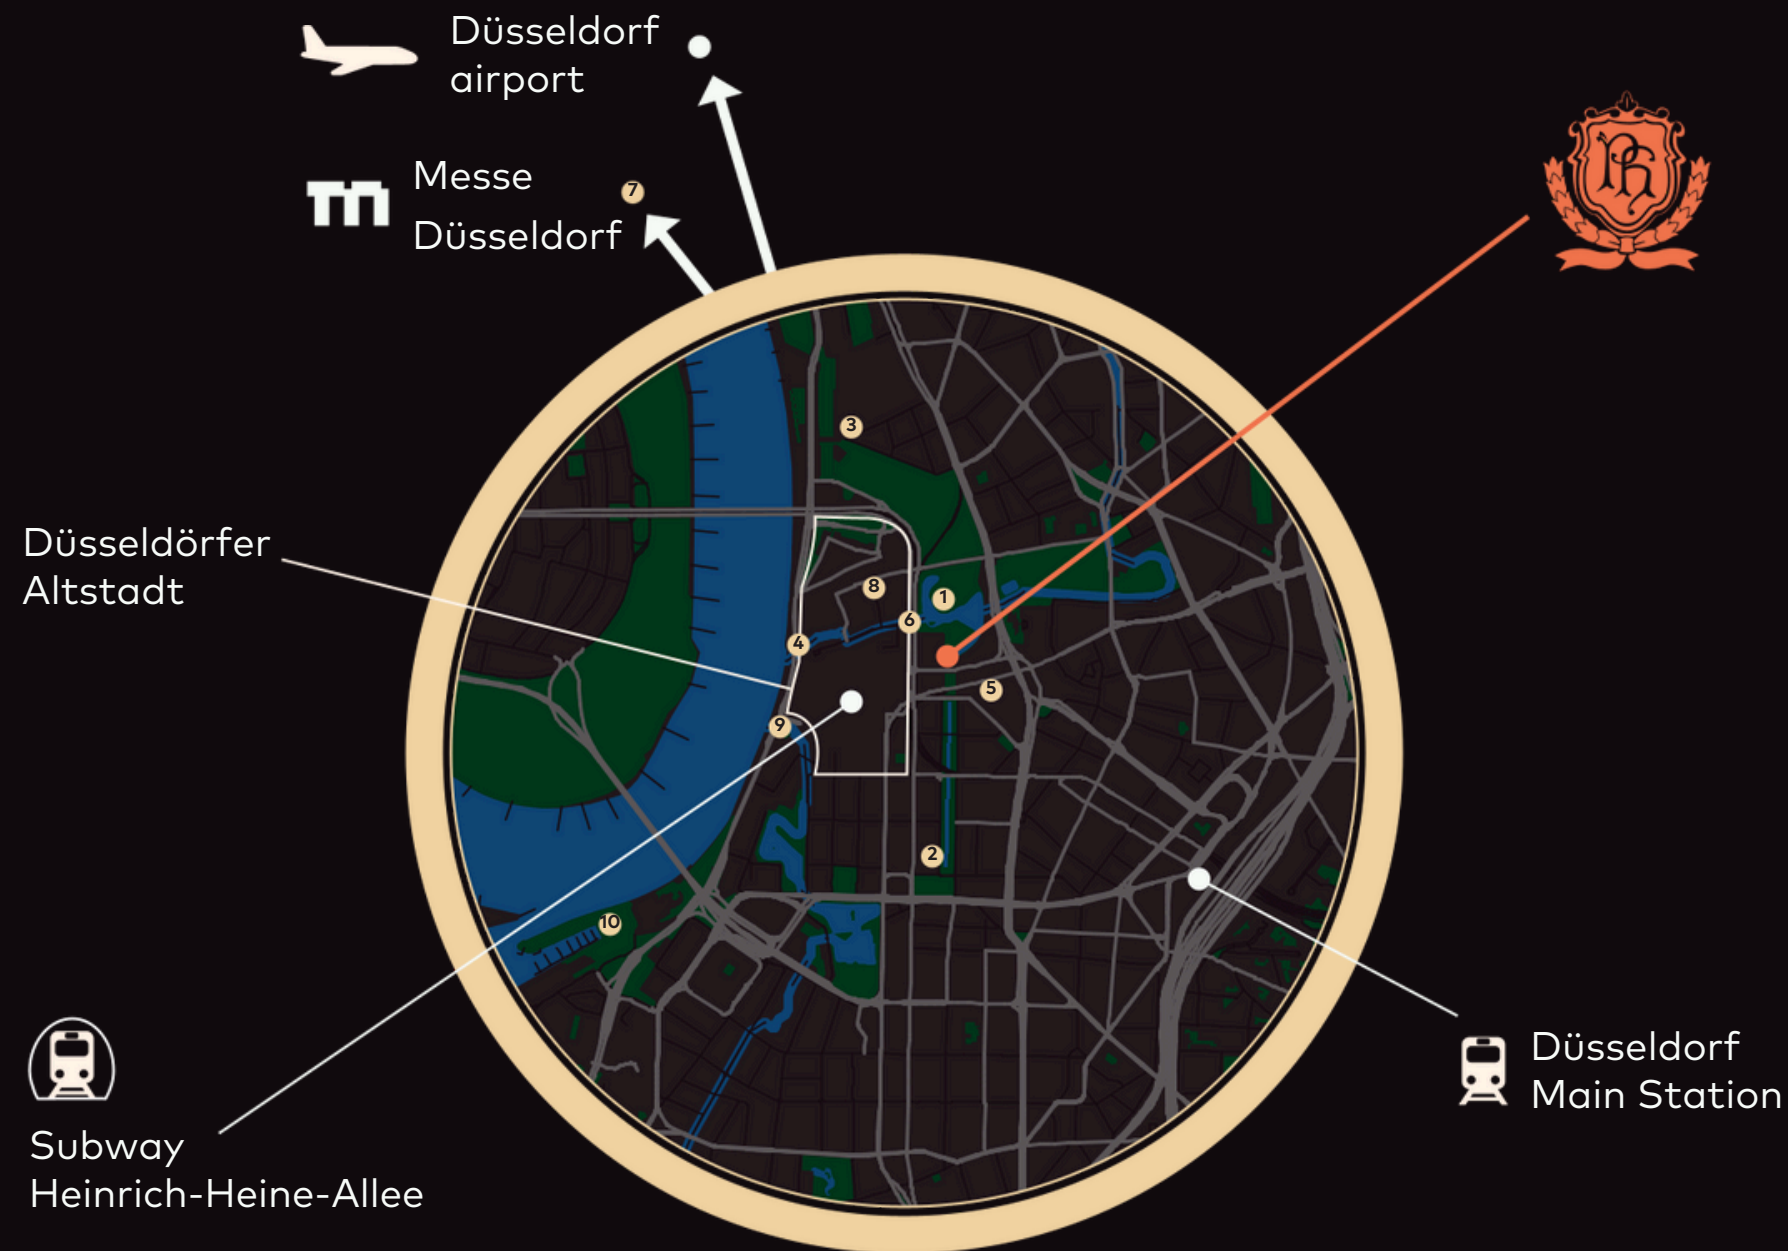 Düsseldorf
airport
Messe
Düsseldorf
7
3
Düsseldörfer
Altstadt
8
1
6
4
5
9
2
10
Düsseldorf
Main Station
Subway
Heinrich-Heine-Allee